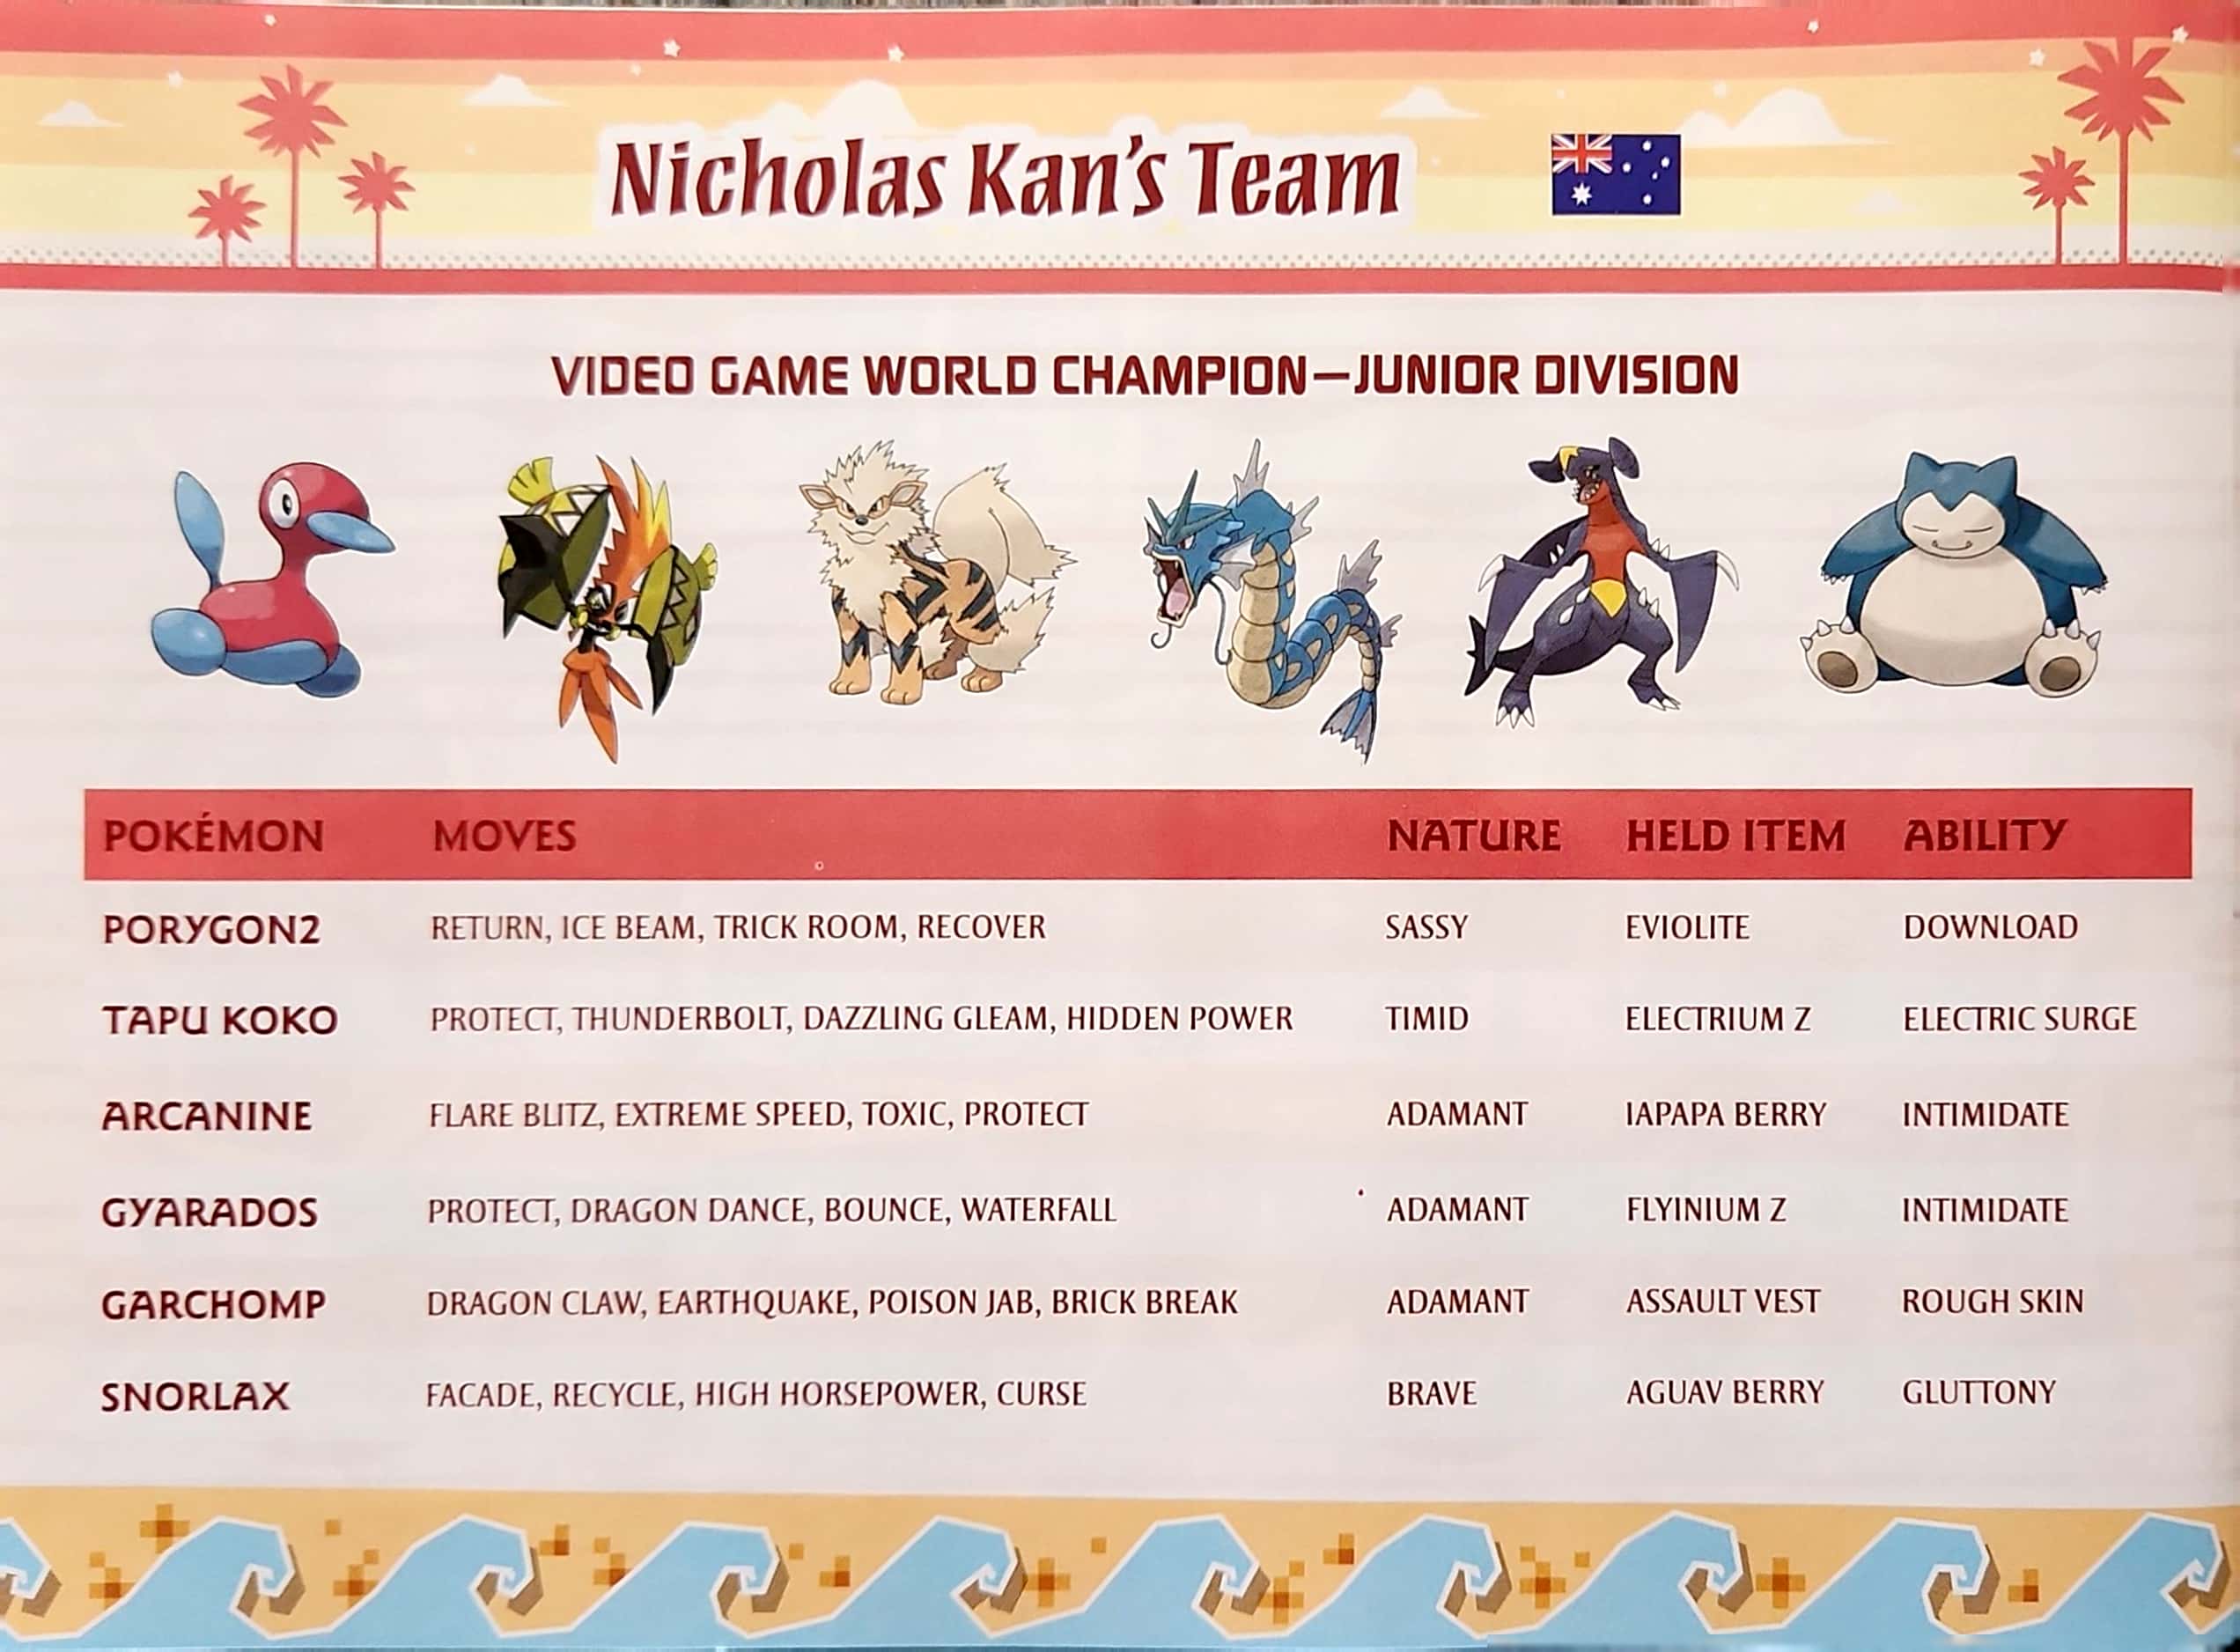 Nicholas Kan's Team
VIDEO GAME WORLD CHAMPION—JUNIOR DIVISION
POKÉMON MOVES NATURE HELD ITEM ABILITY
PORYGON2 RETURN, ICE BEAM, TRICK ROOM, RECOVER SASSY EVIOLITE DOWNLOAD
TAPU KOKO PROTECT, THUNDERBOLT, DAZZLING GLEAM, HIDDEN POWER TIMID ELECTRIUM Z ELECTRIC SURGE
ARCANINE FLARE BLITZ, EXTREME SPEED, TOXIC, PROTECT ADAMANT IAPAPA BERRY INTIMIDATE
GYARADOS PROTECT, DRAGON DANCE, BOUNCE, WATERFALL ADAMANT FLYINIUM Z INTIMIDATE
GARCHOMP DRAGON CLAW, EARTHQUAKE, POISON JAB, BRICK BREAK ADAMANT ASSAULT VEST ROUGH SKIN
SNORLAX FACADE, RECYCLE, HIGH HORSEPOWER, CURSE BRAVE AGUAV BERRY GLUTTONY